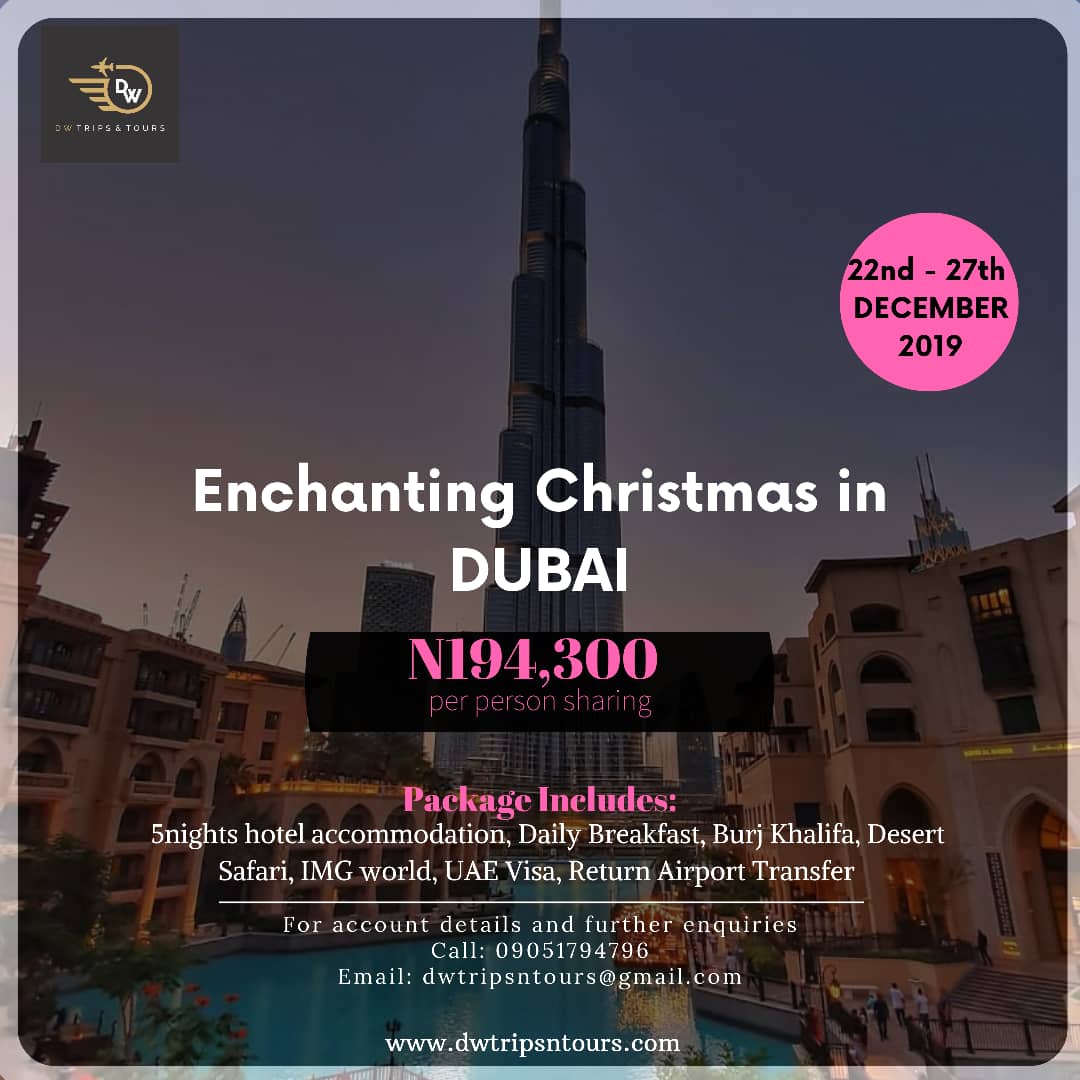 DW
DW TRIPS & TOURS
22nd - 27th
DECEMBER
2019
Enchanting Christmas in
DUBAI
N194,300
per person sharing
Package Includes:
5nights hotel accommodation, Daily Breakfast, Burj Khalifa, Desert
Safari, IMG world, UAE Visa, Return Airport Transfer
For account details and further enquiries
Call: 09051794796
Email: dwtripsntours@gmail.com
www.dwtripsntours.com